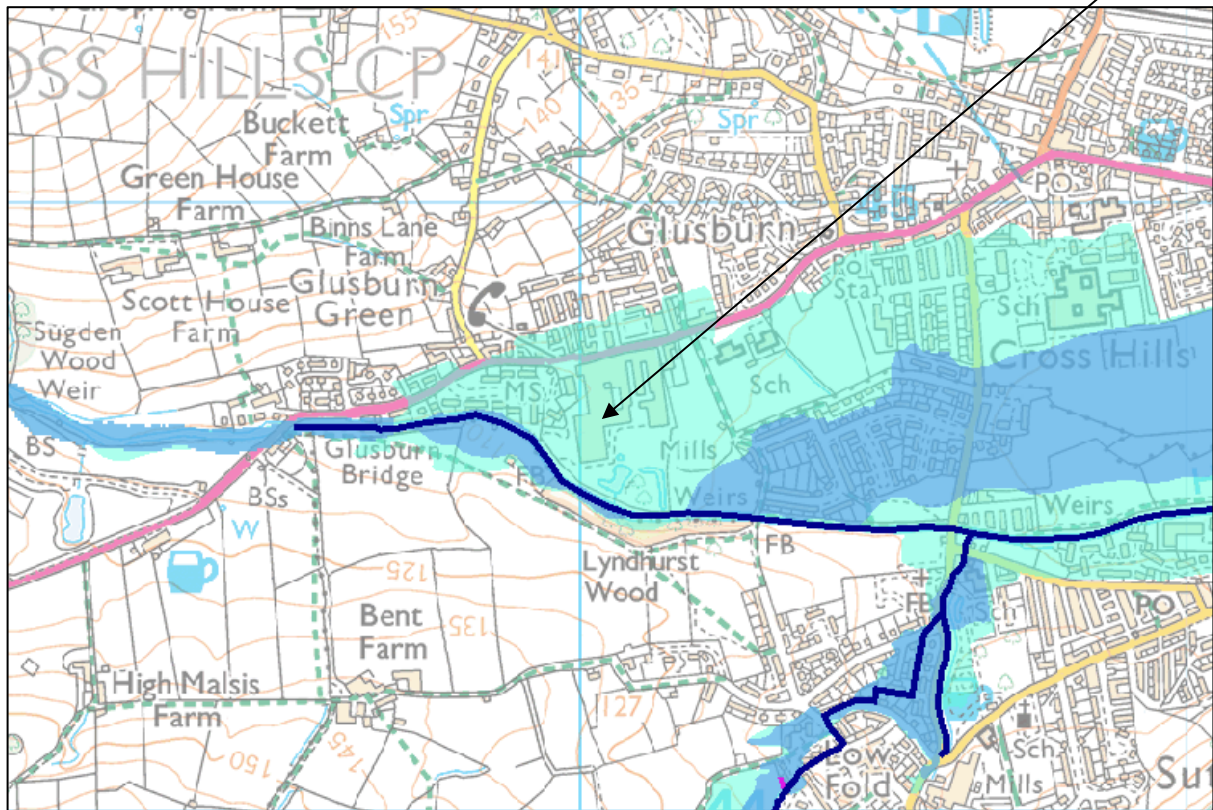 155
OSS HILLS CP
141
135
140
Spr
Spr
Buckett
Farm
Green House
Farm
PO
Binns Lane
Farm
Glusburn
Glusburn
Green
Scott House
Farm
Sta
Sch
Sugden
Wood
Weir
Cross Hills
MS
Sch
BS
Glusburn
Bridge
Mills
FB
BSs
Weirs
Weirs
W
FB
Lyndhurst
Wood
125
FB
Sch
PO
Bent
Farm
135
High Malsis
Farm
127
150
145
Low
Fold
Sch
Mills
Sut